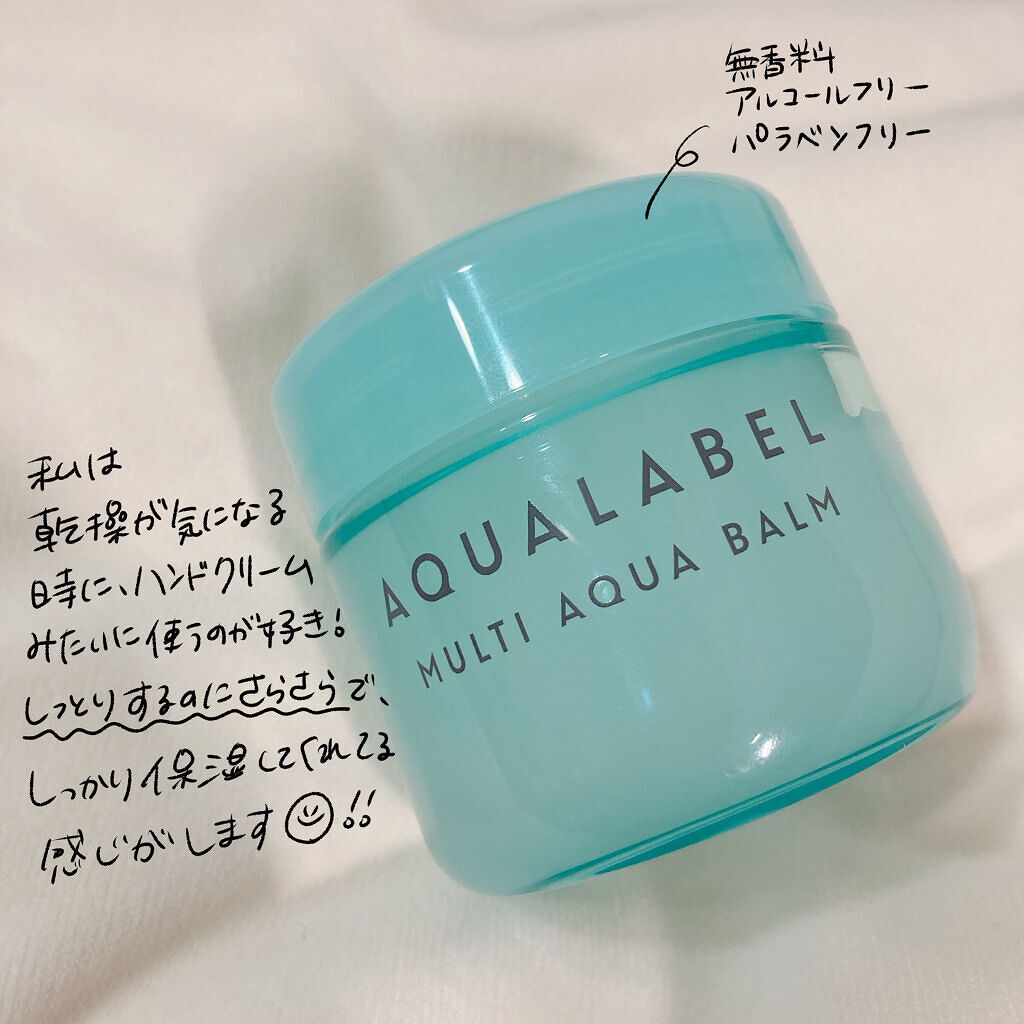 無香料
アルコールフリー
パラベンフリー
AQUALABEL
MULTI AQUA BALM
私は
乾燥が気になる
時に、ハンドクリーム
みたいに使うのが好き！
しっとりするのにさらさらで、
しっかり保湿してくれてる
感じがします!!